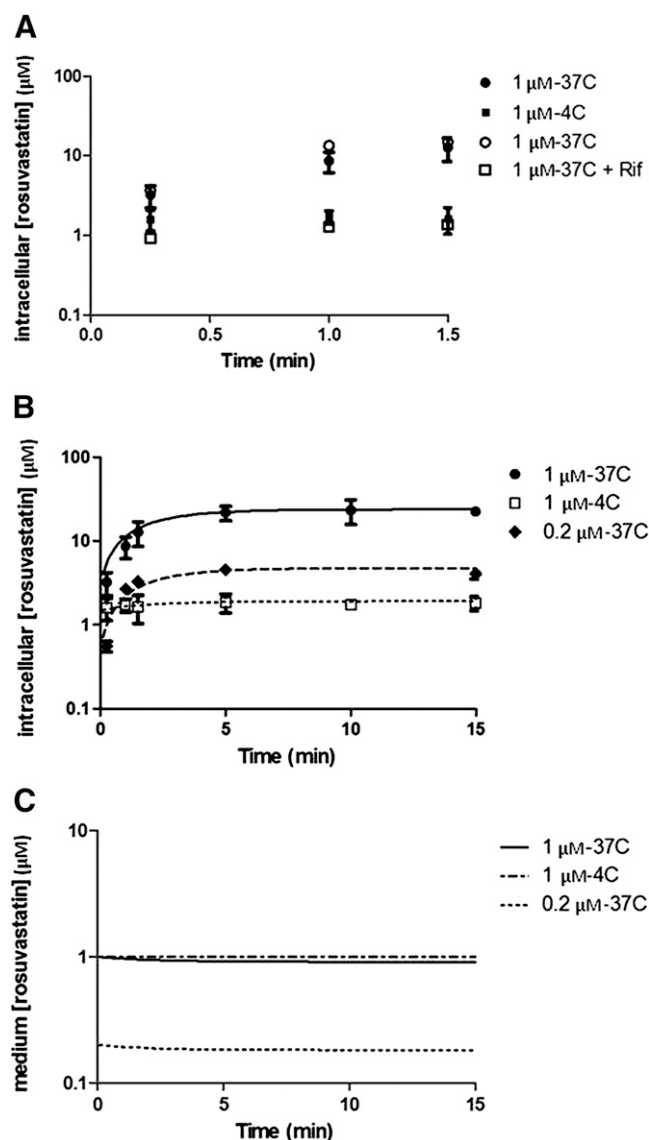 A
intracellular [rosuvastatin] (μM)
100
10
1
0.1
0.0
0.5
1.0
1.5
Time (min)
1 μM-37C
1 μM-4C
1 μM-37C
1 μM-37C + Rif
B
intracellular [rosuvastatin] (μM)
100
10
1
0.1
0
5
10
15
Time (min)
1 μM-37C
1 μM-4C
0.2 μM-37C
C
medium [rosuvastatin] (μM)
10
1
0.1
0
5
10
15
Time (min)
1 μM-37C
1 μM-4C
0.2 μM-37C